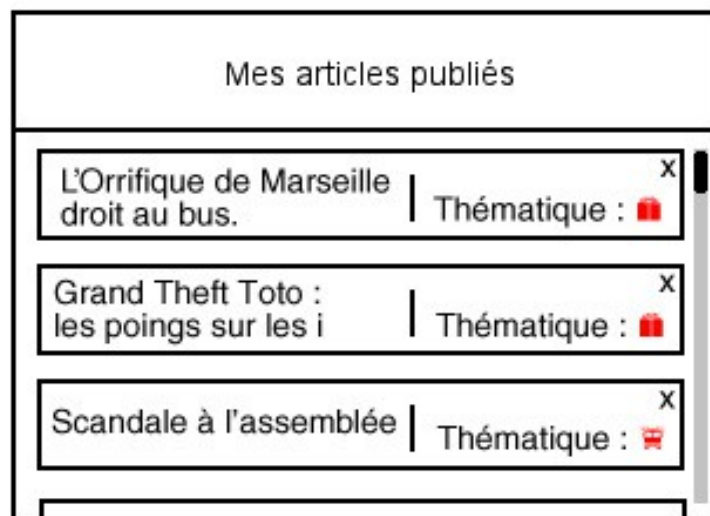 Mes articles publiés
L'Orrifique de Marseille
droit au bus.
x
Thématique :
Grand Theft Toto :
les poings sur les i
x
Thématique :
Scandale à l'assemblée
x
Thématique :